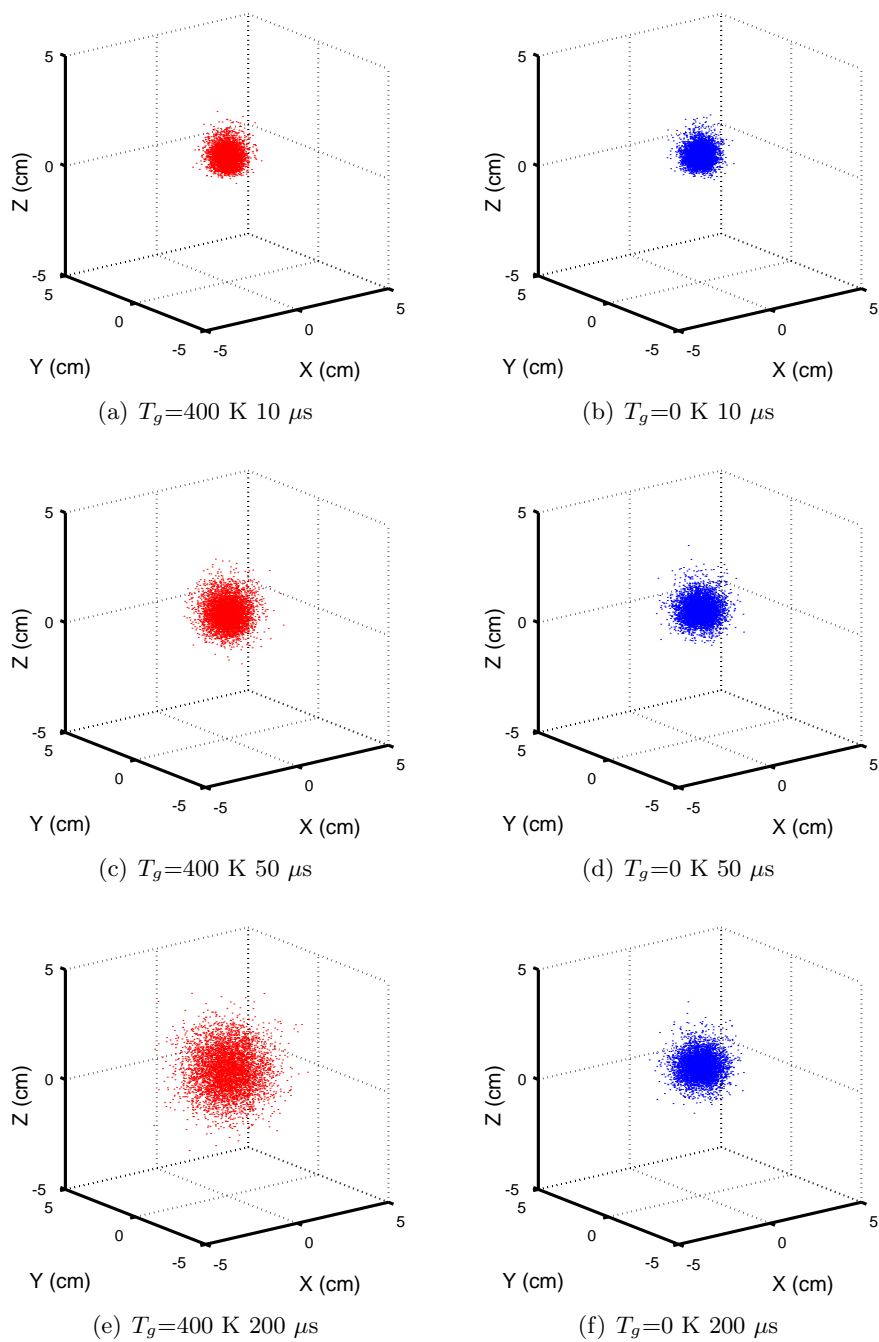 5
0
-5
Z (cm)
5
0
-5
Y (cm)
-5
0
5
X (cm)
(a) T_g=400 K 10 μs
5
0
-5
Z (cm)
5
0
-5
Y (cm)
-5
0
5
X (cm)
(b) T_g=0 K 10 μs
5
0
-5
Z (cm)
5
0
-5
Y (cm)
-5
0
5
X (cm)
(c) T_g=400 K 50 μs
5
0
-5
Z (cm)
5
0
-5
Y (cm)
-5
0
5
X (cm)
(d) T_g=0 K 50 μs
5
0
-5
Z (cm)
5
0
-5
Y (cm)
-5
0
5
X (cm)
(e) T_g=400 K 200 μs
5
0
-5
Z (cm)
5
0
-5
Y (cm)
-5
0
5
X (cm)
(f) T_g=0 K 200 μs